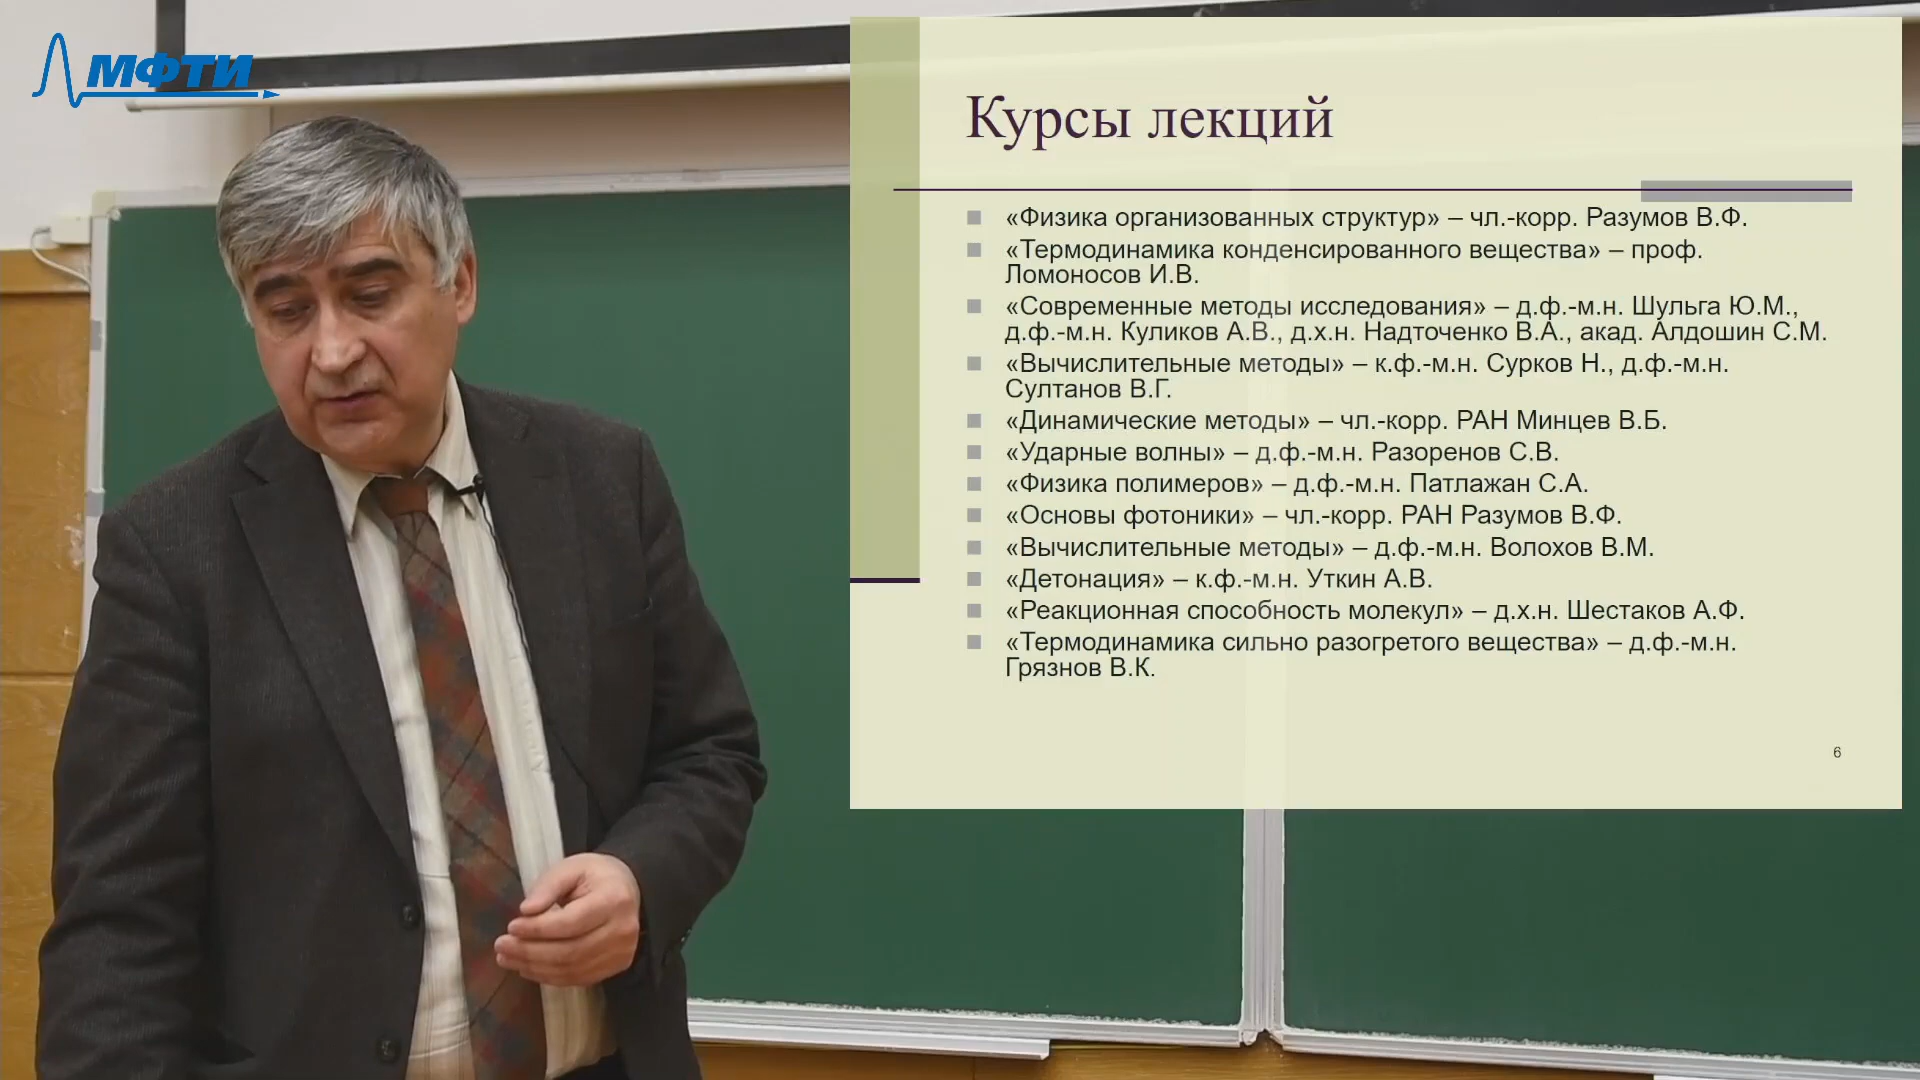 МФТИ
Курсы лекций
«Физика организованных структур» – чл.-корр. Разумов В.Ф.
«Термодинамика конденсированного вещества» – проф.
Ломоносов И.В.
«Современные методы исследования» – д.ф.-м.н. Шульга Ю.М.,
д.ф.-м.н. Куликов А.В., д.х.н. Надточенко В.А., акад. Алдошин С.М.
«Вычислительные методы» – к.ф.-м.н. Сурков Н., д.ф.-м.н.
Султанов В.Г.
«Динамические методы» – чл.-корр. РАН Минцев В.Б.
«Ударные волны» – д.ф.-м.н. Разоренов С.В.
«Физика полимеров» – д.ф.-м.н. Патлажан С.А.
«Основы фотоники» – чл.-корр. РАН Разумов В.Ф.
«Вычислительные методы» – д.ф.-м.н. Волохов В.М.
«Детонация» – к.ф.-м.н. Уткин А.В.
«Реакционная способность молекул» – д.х.н. Шестаков А.Ф.
«Термодинамика сильно разогретого вещества» – д.ф.-м.н.
Грязнов В.К.
6